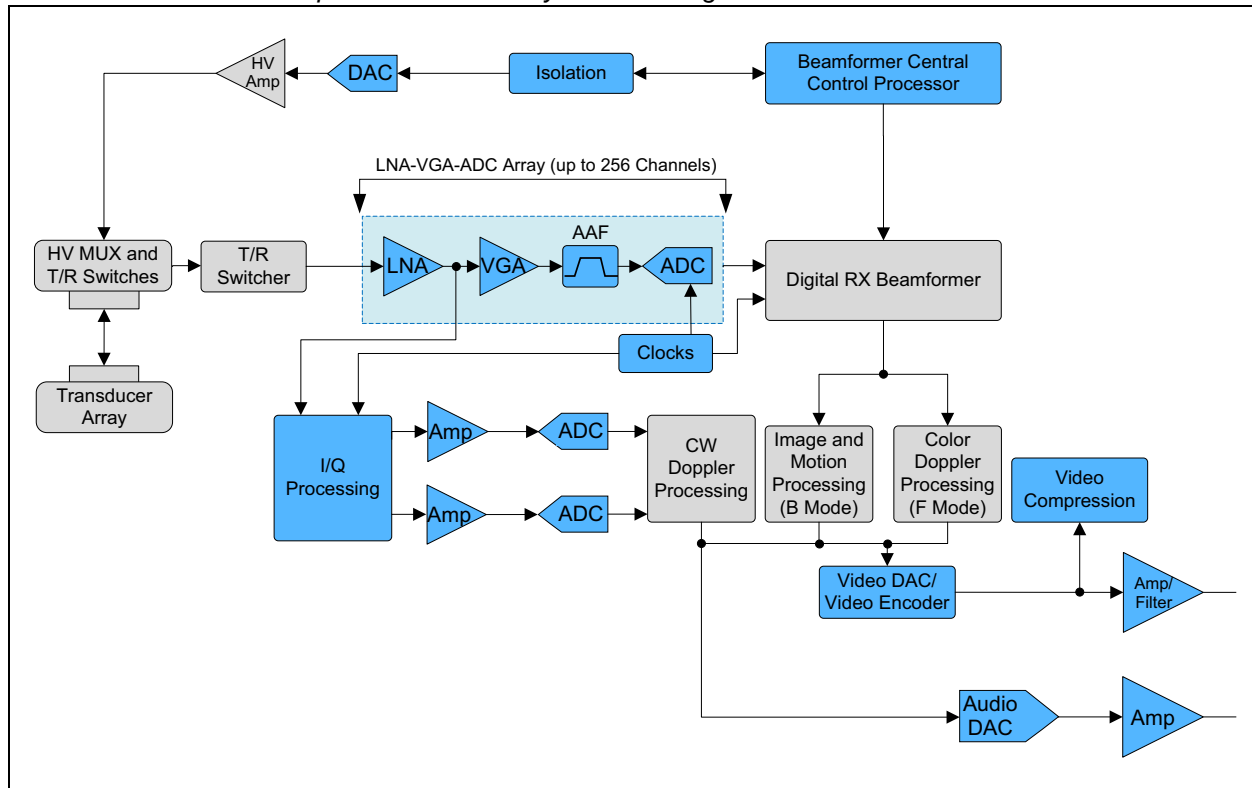 HV
Amp
DAC
Isolation
Beamformer Central
Control Processor
LNA-VGA-ADC Array (up to 256 Channels)
HV MUX and
T/R Switches
T/R
Switcher
LNA
VGA
AAF
ADC
Digital RX Beamformer
Clocks
Transducer
Array
I/Q
Processing
Amp
ADC
Amp
ADC
CW
Doppler
Processing
Image and
Motion
Processing
(B Mode)
Color
Doppler
Processing
(F Mode)
Video
Compression
Video DAC/
Video Encoder
Amp/
Filter
Audio
DAC
Amp